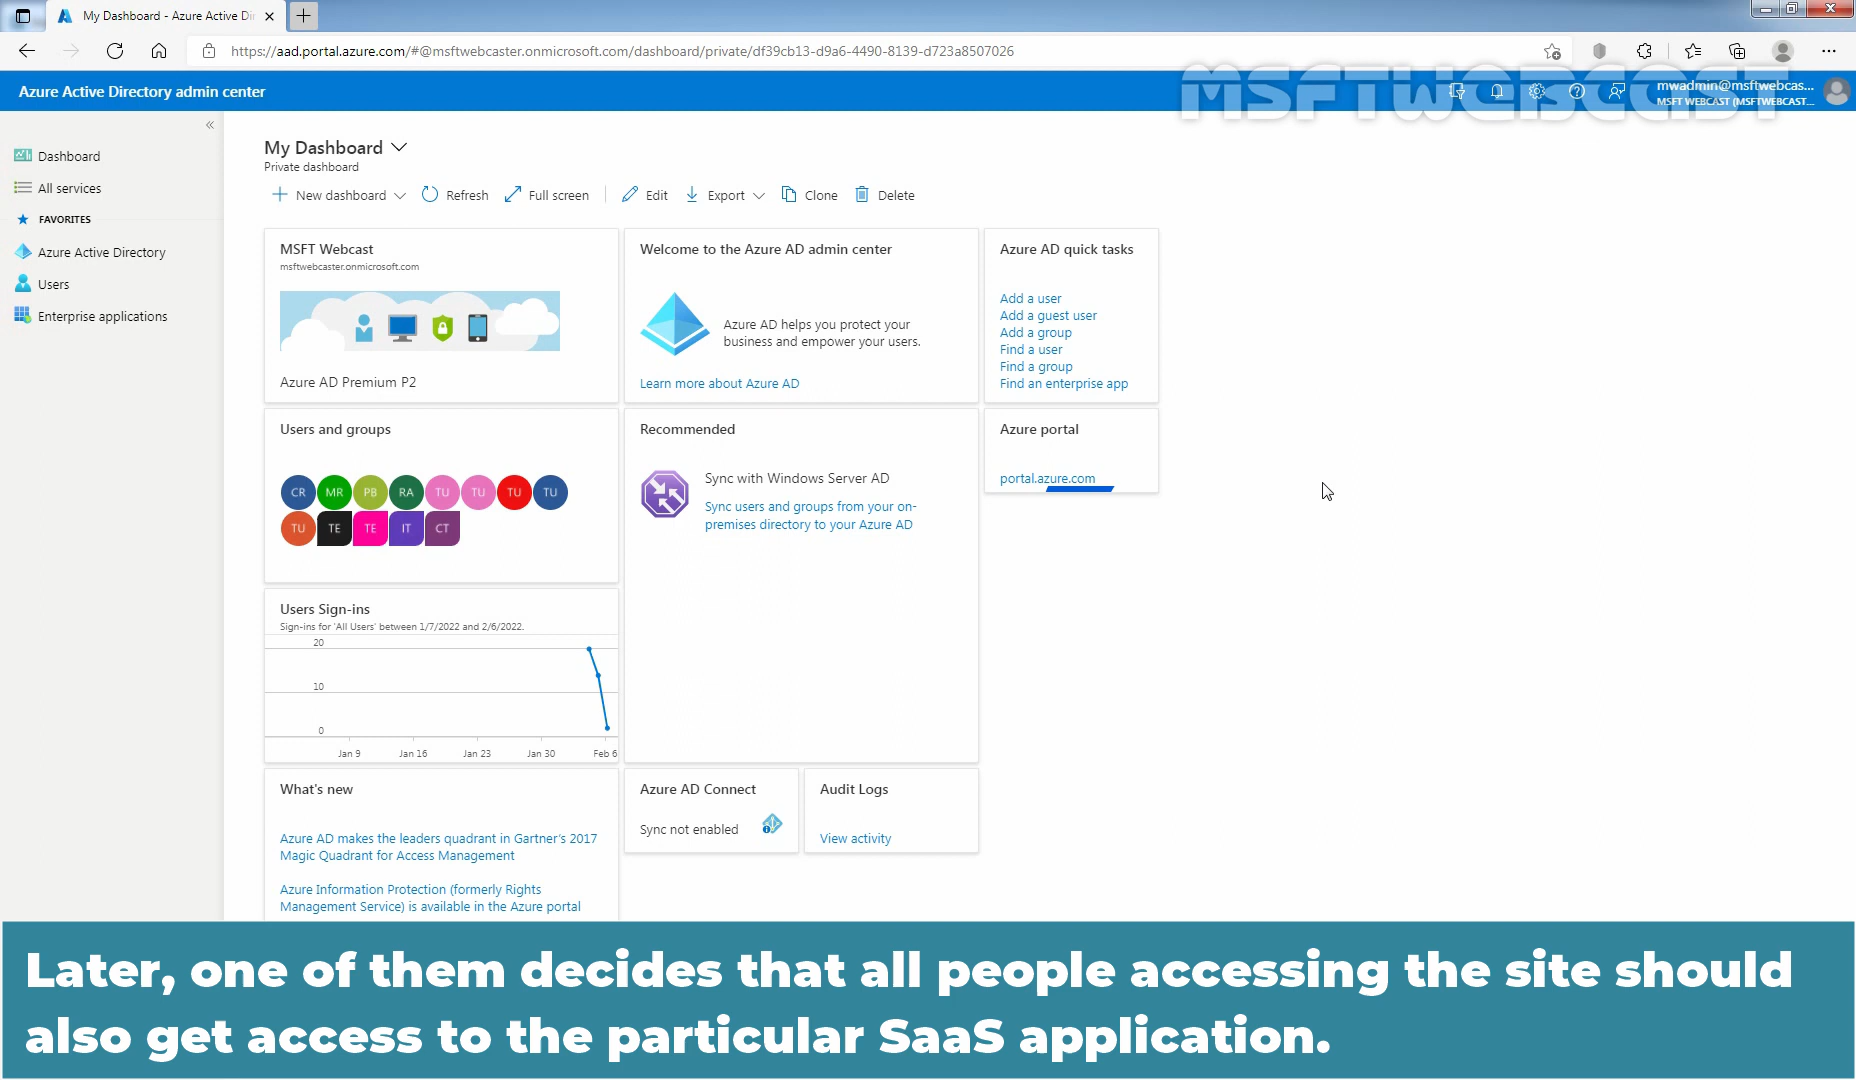 My Dashboard - Azure Active Di
https://aad.portal.azure.com/#@msftwebcaster.onmicrosoft.com/dashboard/private/df39cb13-d9a6-4490-8139-d723a8507026
MSFTWEBCAST
Azure Active Directory admin center
mwadmin@msftwebcas...
MSFT WEBCAST (MSFTWEBCAST...
Dashboard
All services
FAVORITES
Azure Active Directory
Users
Enterprise applications
My Dashboard
Private dashboard
New dashboard Refresh Full screen Edit Export Clone Delete
MSFT Webcast
msftwebcaster.onmicrosoft.com
Azure AD Premium P2
Welcome to the Azure AD admin center
Azure AD helps you protect your
business and empower your users.
Learn more about Azure AD
Azure AD quick tasks
Add a user
Add a guest user
Add a group
Find a user
Find a group
Find an enterprise app
Users and groups
CR MR PB RA TU TU TU TU
TU TE TE IT CT
Recommended
Sync with Windows Server AD
Sync users and groups from your on-
premises directory to your Azure AD
Azure portal
portal.azure.com
Users Sign-ins
Sign-ins for 'All Users' between 1/7/2022 and 2/6/2022.
20
10
0
Jan 9 Jan 16 Jan 23 Jan 30 Feb 6
What's new
Azure AD makes the leaders quadrant in Gartner's 2017
Magic Quadrant for Access Management
Azure Information Protection (formerly Rights
Management Service) is available in the Azure portal
Azure AD Connect
Sync not enabled
Audit Logs
View activity
Later, one of them decides that all people accessing the site should
also get access to the particular SaaS application.